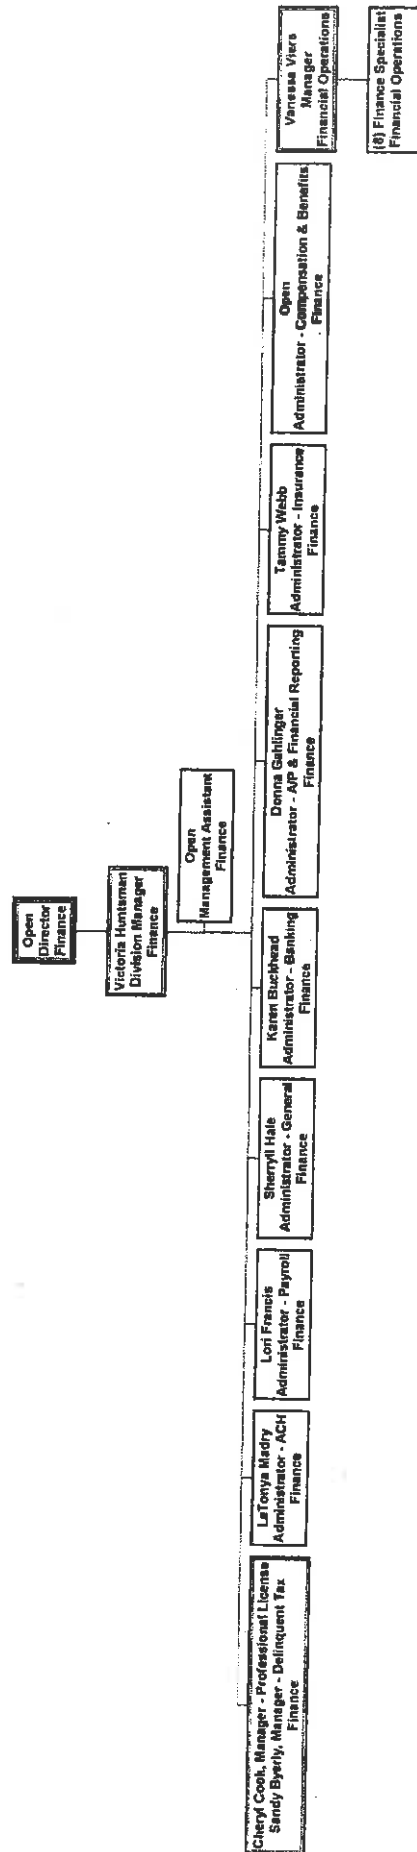 Open
Director
Finance
Victoria Huntsman
Division Manager
Finance
Open
Management Assistant
Finance
Cheryl Cook, Manager - Professional License
Sandy Byerly, Manager - Delinquent Tax
Finance
LaTonya Madry
Administrator - ACH
Finance
Lori Francis
Administrator - Payroll
Finance
Sherryll Hale
Administrator - General
Finance
Karen Buckhead
Administrator - Banking
Finance
Donna Gahlinger
Administrator - A/P & Financial Reporting
Finance
Tammy Webb
Administrator - Insurance
Finance
Open
Administrator - Compensation & Benefits
Finance
Vanessa Viers
Manager
Financial Operations
(8) Finance Specialist
Financial Operations